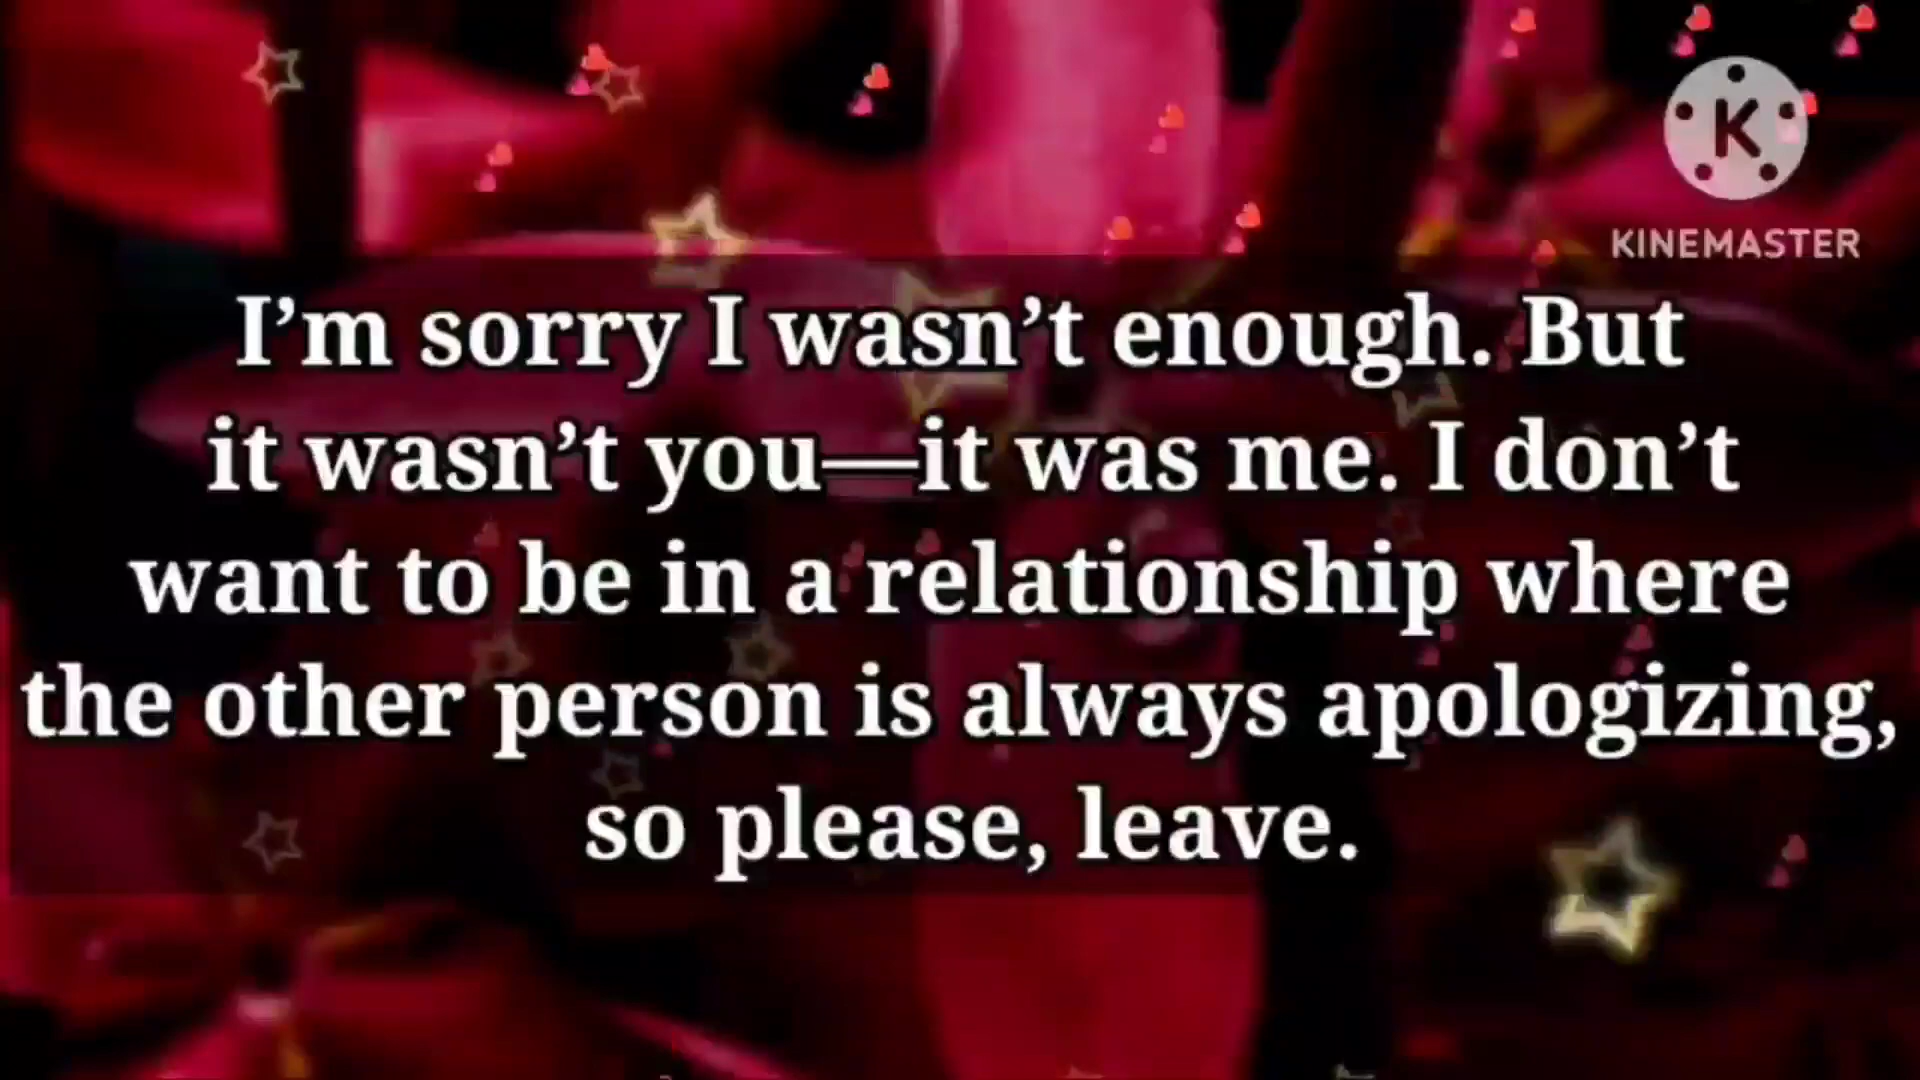 K
KINEMASTER
I’m sorry I wasn’t enough. But
it wasn’t you—it was me. I don’t
want to be in a relationship where
the other person is always apologizing,
so please, leave.